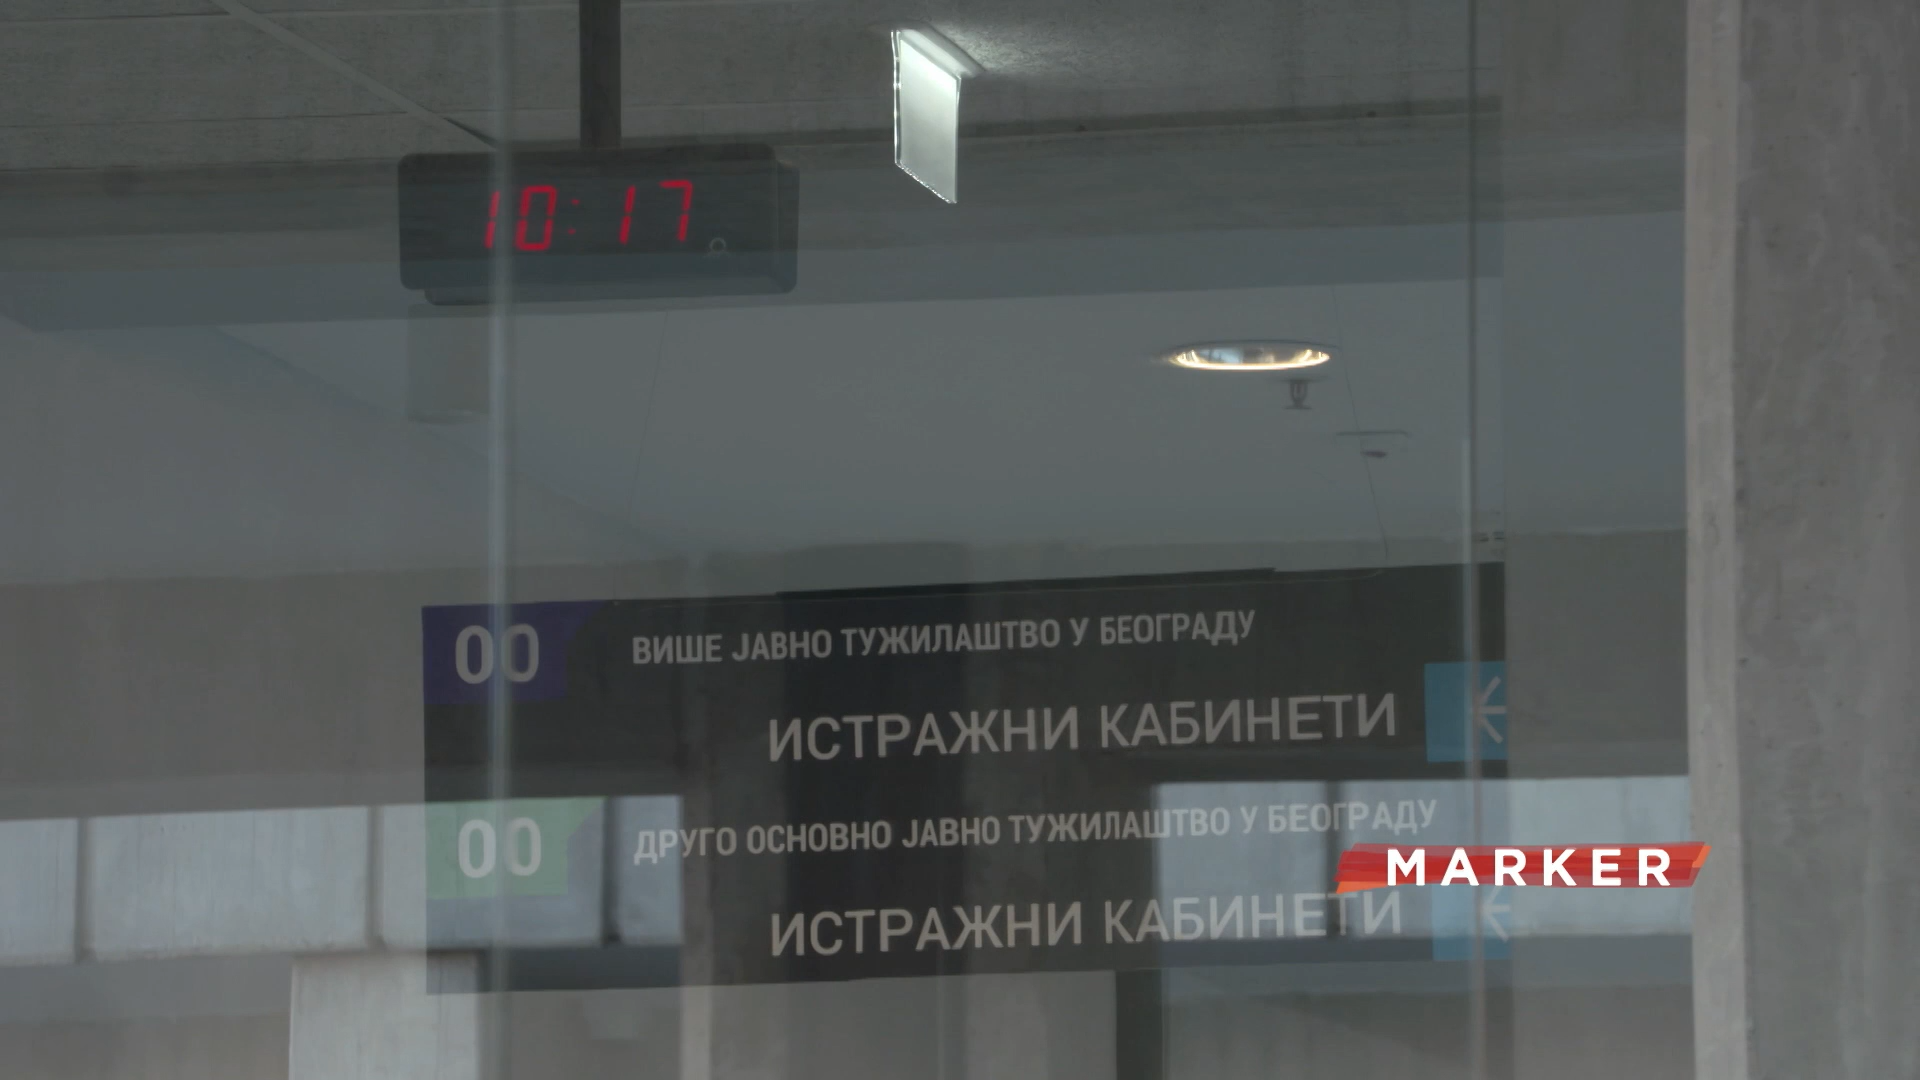 10:17
00 ВИШЕ ЈАВНО ТУЖИЛАШТВО У БЕОГРАДУ
ИСТРАЖНИ КАБИНЕТИ
00 ДРУГО ОСНОВНО ЈАВНО ТУЖИЛАШТВО У БЕОГРАДУ
MARKER
ИСТРАЖНИ КАБИНЕТИ